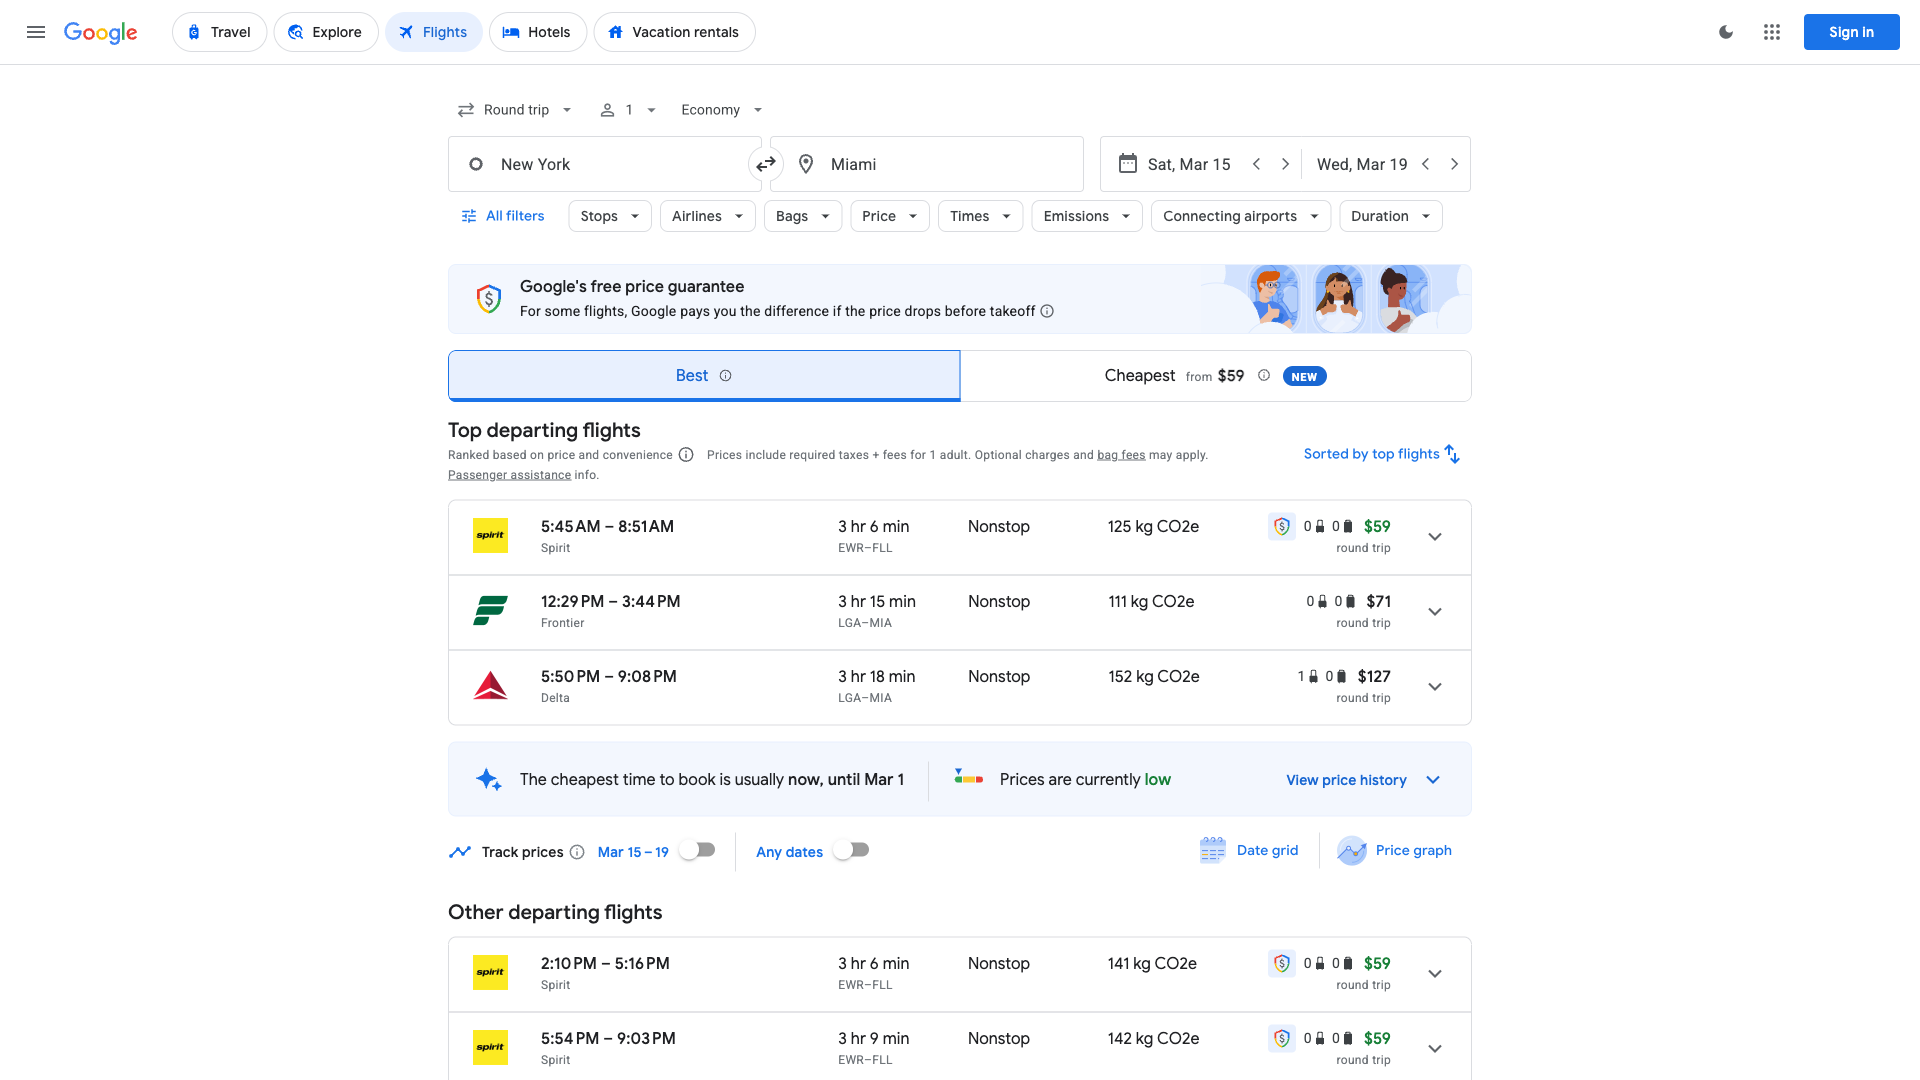 Google
Travel
Explore
Flights
Hotels
Vacation rentals
Sign in
Round trip
1
Economy
New York
Miami
Sat, Mar 15
Wed, Mar 19
All filters
Stops
Airlines
Bags
Price
Times
Emissions
Connecting airports
Duration
Google's free price guarantee
For some flights, Google pays you the difference if the price drops before takeoff
Best
Cheapest from $59 NEW
Top departing flights
Ranked based on price and convenience Prices include required taxes + fees for 1 adult. Optional charges and bag fees may apply.
Passenger assistance info.
Sorted by top flights
spirit
5:45 AM – 8:51 AM
Spirit
3 hr 6 min
EWR–FLL
Nonstop
125 kg CO2e
0 0 $59
round trip
12:29 PM – 3:44 PM
Frontier
3 hr 15 min
LGA–MIA
Nonstop
111 kg CO2e
0 0 $71
round trip
5:50 PM – 9:08 PM
Delta
3 hr 18 min
LGA–MIA
Nonstop
152 kg CO2e
1 0 $127
round trip
The cheapest time to book is usually now, until Mar 1
Prices are currently low
View price history
Track prices
Mar 15 – 19
Any dates
Date grid
Price graph
Other departing flights
spirit
2:10 PM – 5:16 PM
Spirit
3 hr 6 min
EWR–FLL
Nonstop
141 kg CO2e
0 0 $59
round trip
spirit
5:54 PM – 9:03 PM
Spirit
3 hr 9 min
EWR–FLL
Nonstop
142 kg CO2e
0 0 $59
round trip